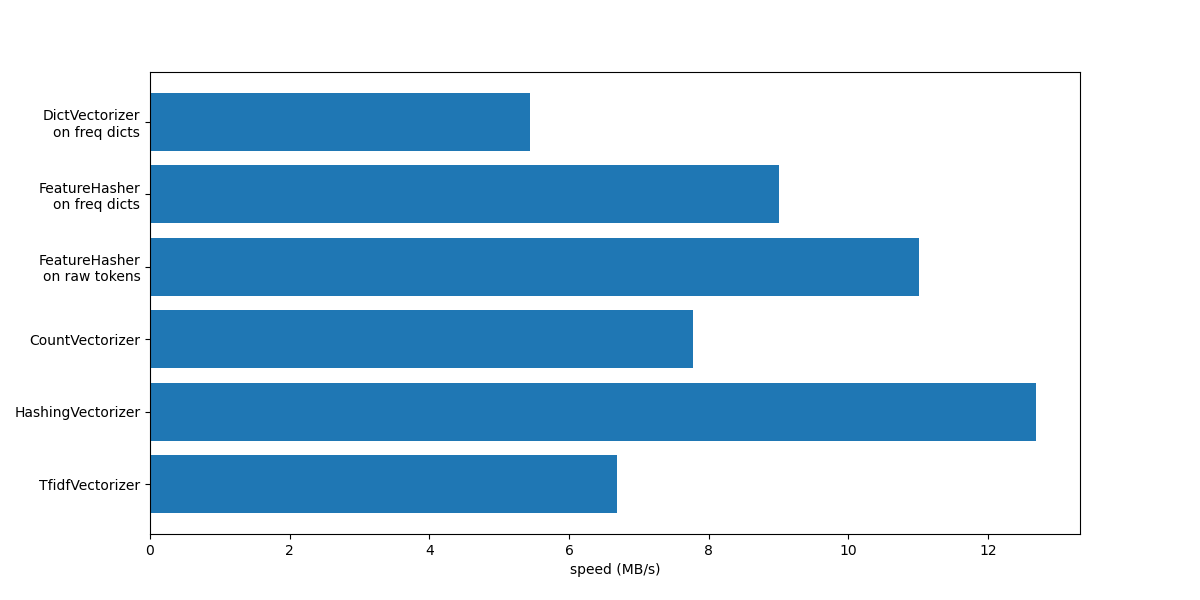 DictVectorizer
on freq dicts
FeatureHasher
on freq dicts
FeatureHasher
on raw tokens
CountVectorizer
HashingVectorizer
TfidfVectorizer
0 2 4 6 8 10 12
speed (MB/s)